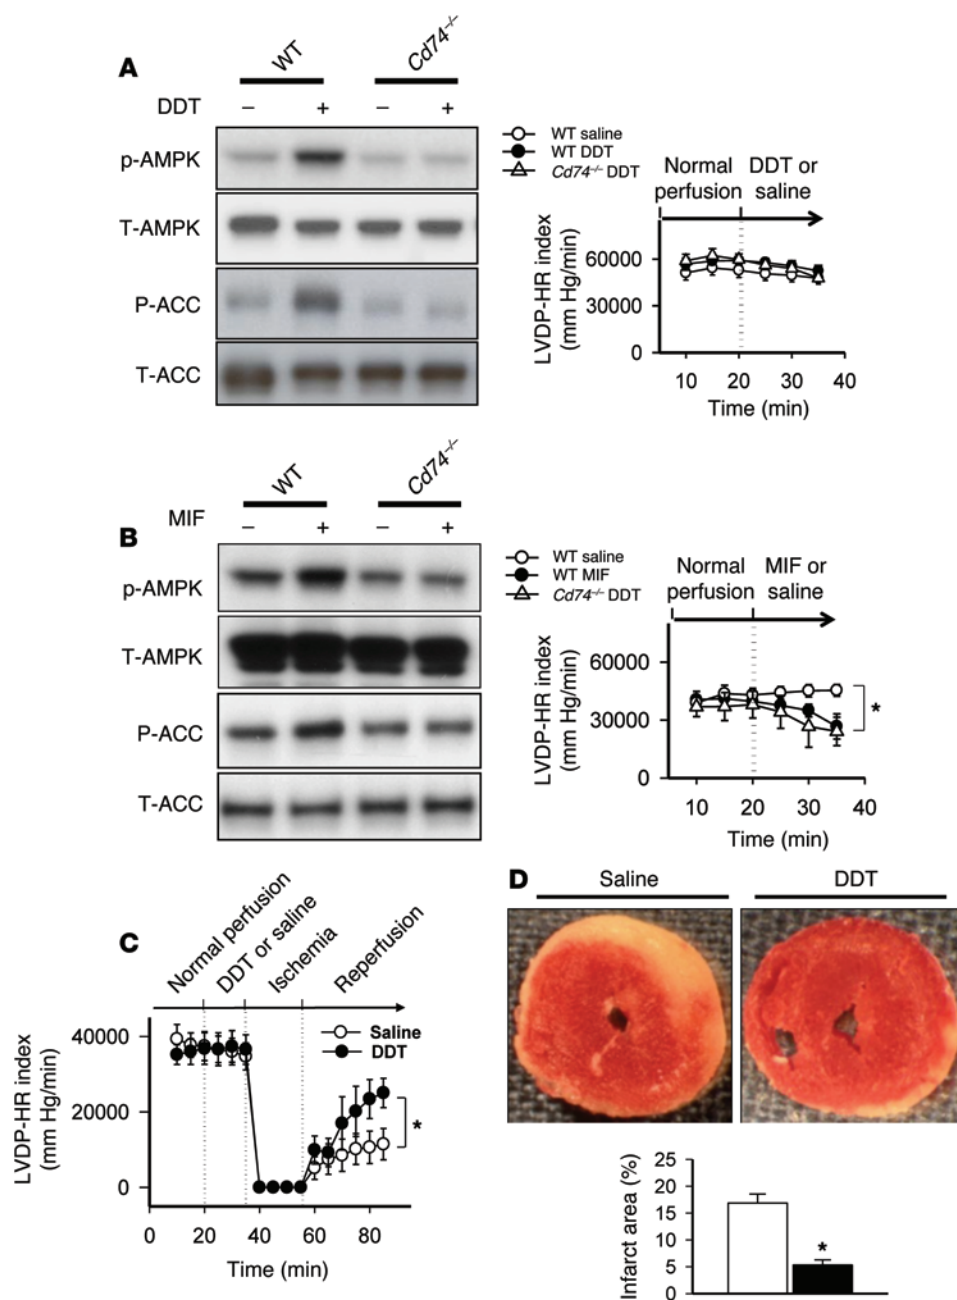 A
WT
Cd74–/–
DDT
– + – +
p-AMPK
T-AMPK
P-ACC
T-ACC
WT saline
WT DDT
Cd74–/– DDT
Normal perfusion
DDT or saline
LVDP-HR index (mm Hg/min)
60000
30000
0
10 20 30 40
Time (min)
B
WT
Cd74–/–
MIF
– + – +
p-AMPK
T-AMPK
P-ACC
T-ACC
WT saline
WT MIF
Cd74–/– DDT
Normal perfusion
MIF or saline
LVDP-HR index (mm Hg/min)
60000
30000
0
*
10 20 30 40
Time (min)
C
Normal perfusion
DDT or saline
Ischemia
Reperfusion
Saline
DDT
LVDP-HR index (mm Hg/min)
40000
20000
0
*
0 20 40 60 80
Time (min)
D
Saline
DDT
Infarct area (%)
25
20
15
10
5
0
*